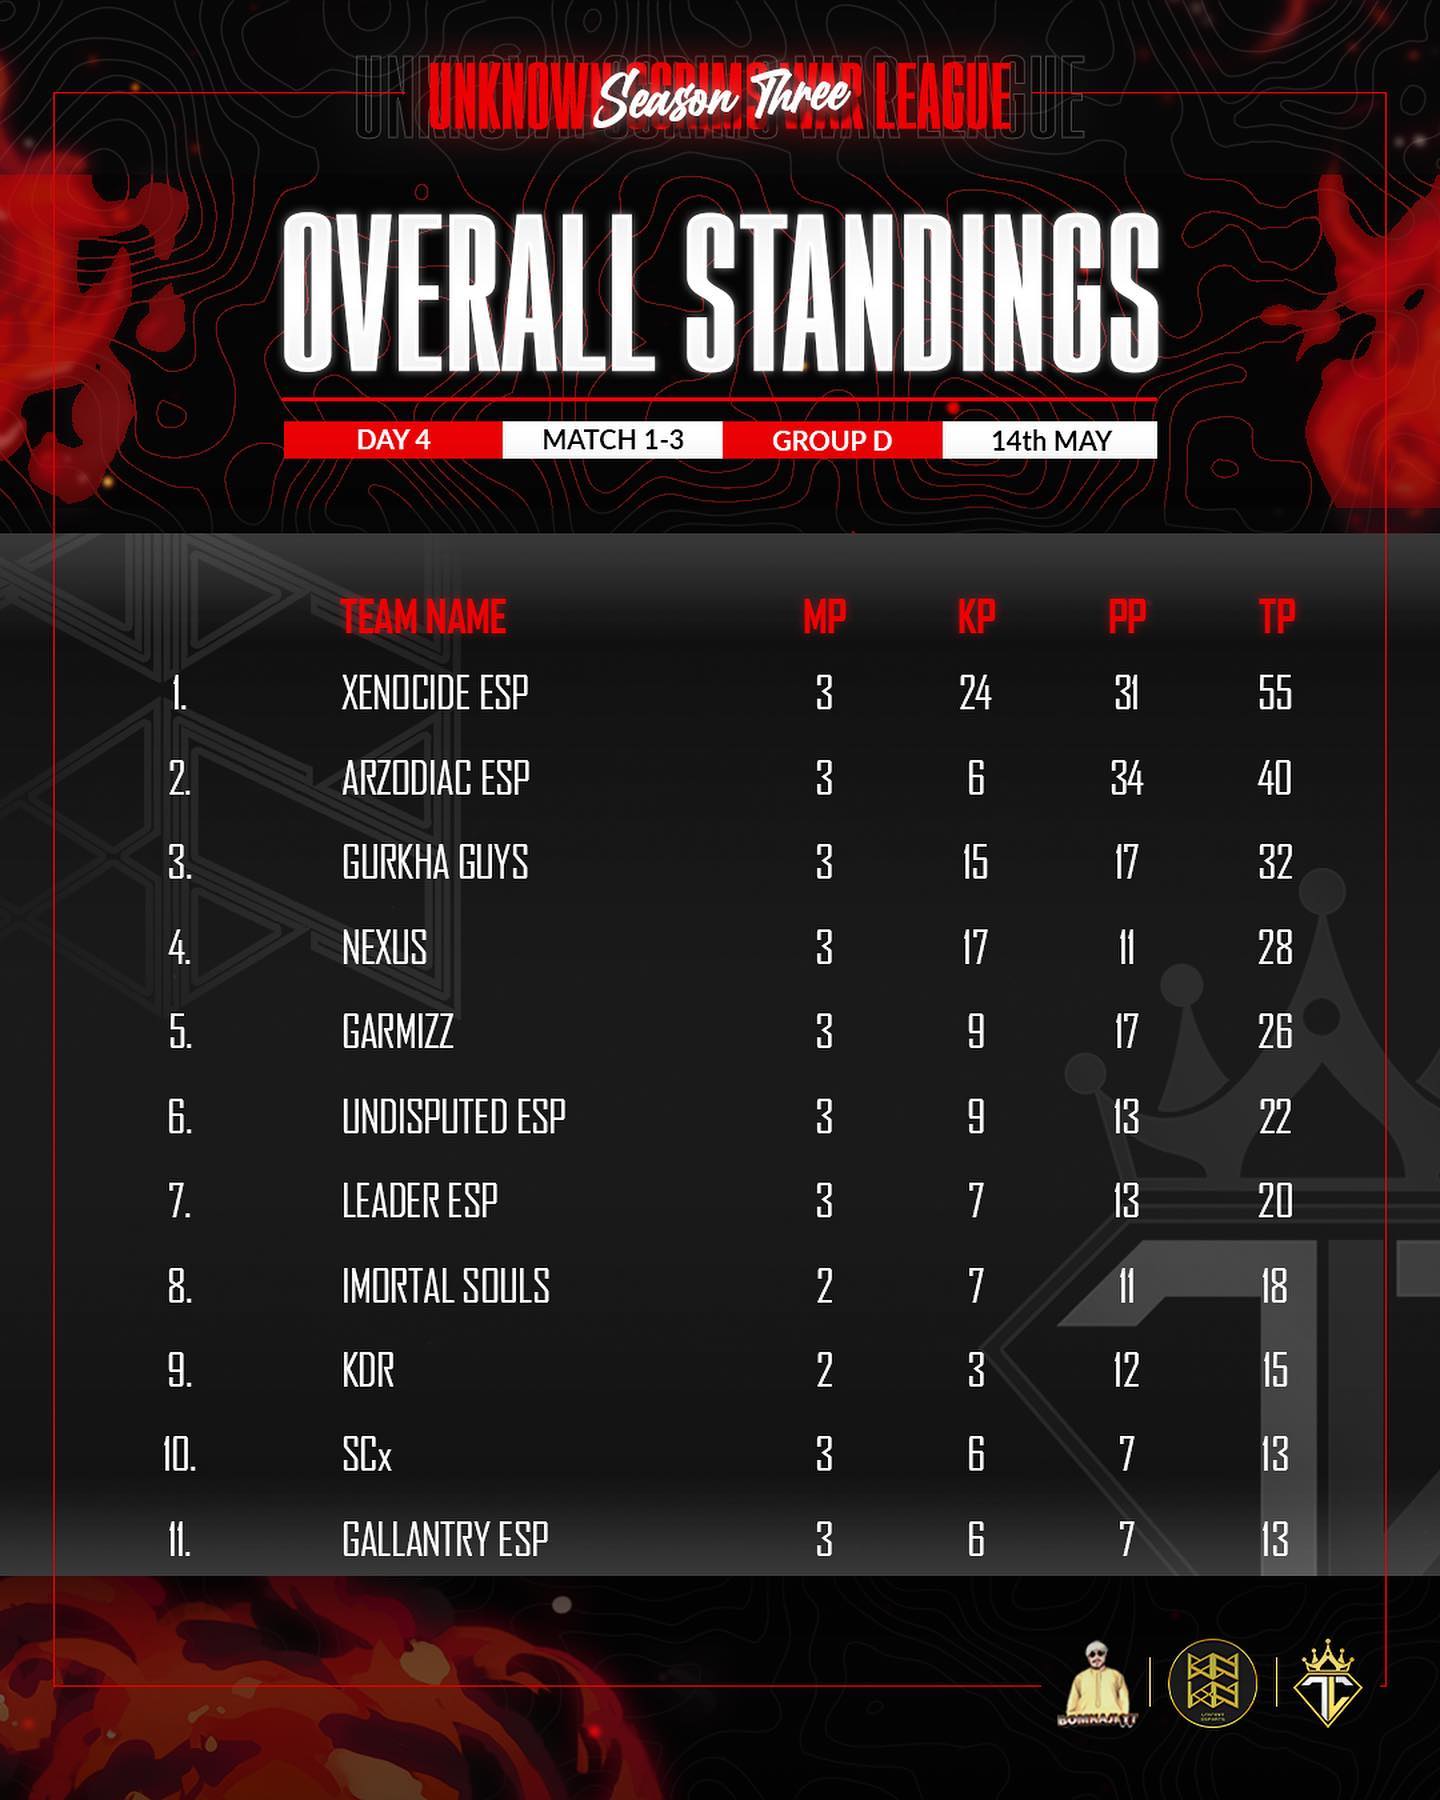 UNKNOWN SCRIMS WAR LEAGUE
Season Three
OVERALL STANDINGS
DAY 4 MATCH 1-3 GROUP D 14th MAY
TEAM NAME MP KP PP TP
1. XENOCIDE ESP 3 24 31 55
2. ARZODIAC ESP 3 6 34 40
3. GURKHA GUYS 3 15 17 32
4. NEXUS 3 17 11 28
5. GARMIZZ 3 9 17 26
6. UNDISPUTED ESP 3 9 13 22
7. LEADER ESP 3 7 13 20
8. IMORTAL SOULS 2 7 11 18
9. KDR 2 3 12 15
10. SCx 3 6 7 13
11. GALLANTRY ESP 3 6 7 13